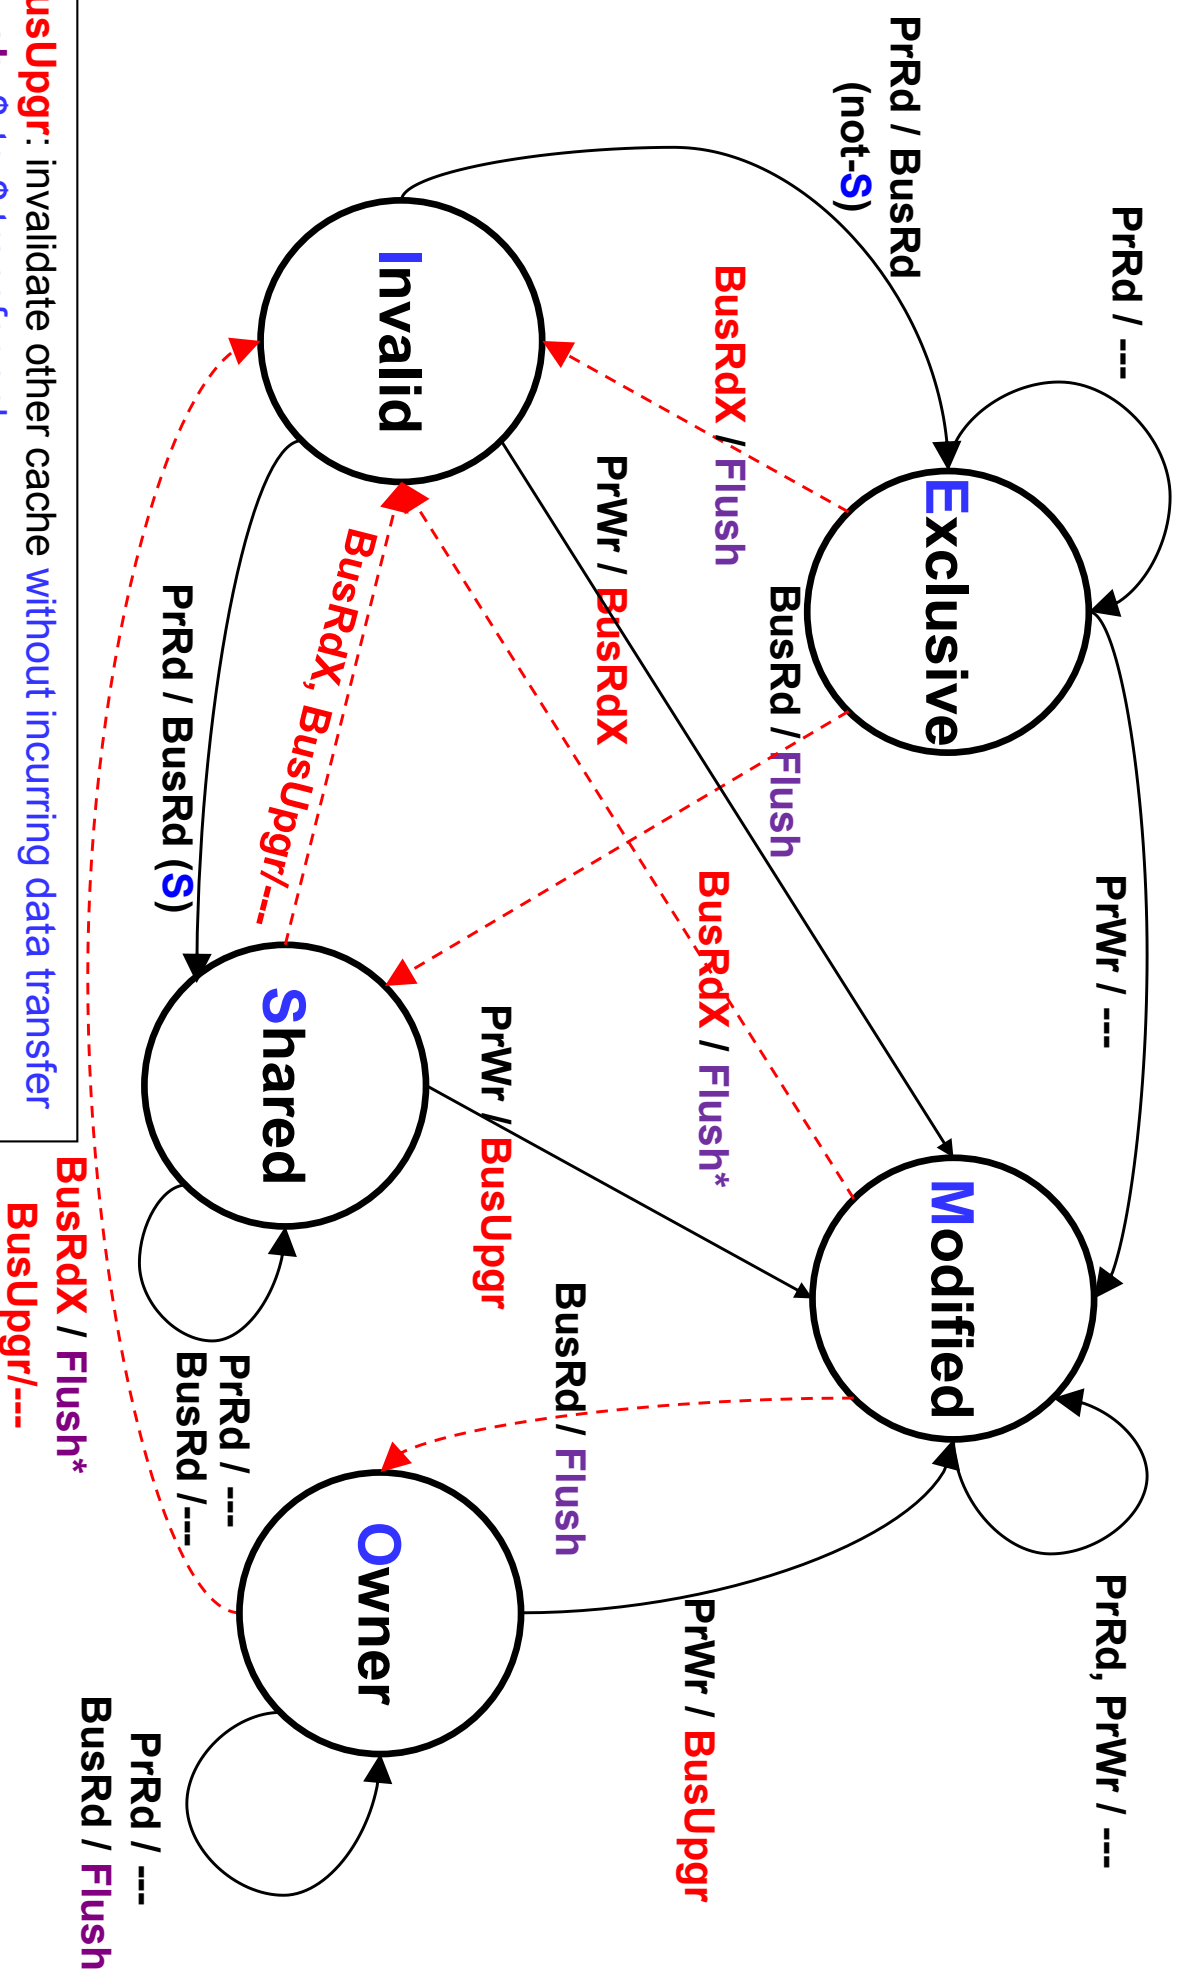 PrRd / ---
PrWr / ---
PrRd, PrWr / ---
PrRd / BusRd
(not-S)
Exclusive
Modified
BusRd / Flush
BusRdX / Flush
BusRdX / Flush*
PrWr / BusUpgr
PrWr / BusRdX
BusRd / Flush
PrWr / BusUpgr
Invalid
Owner
BusRdX, BusUpgr/---
Shared
PrRd / BusRd (S)
PrRd / ---
BusRd /---
PrRd / ---
BusRd / Flush
BusRdX / Flush*
BusUpgr/---
usUpgr: invalidate other cache without incurring data transfer